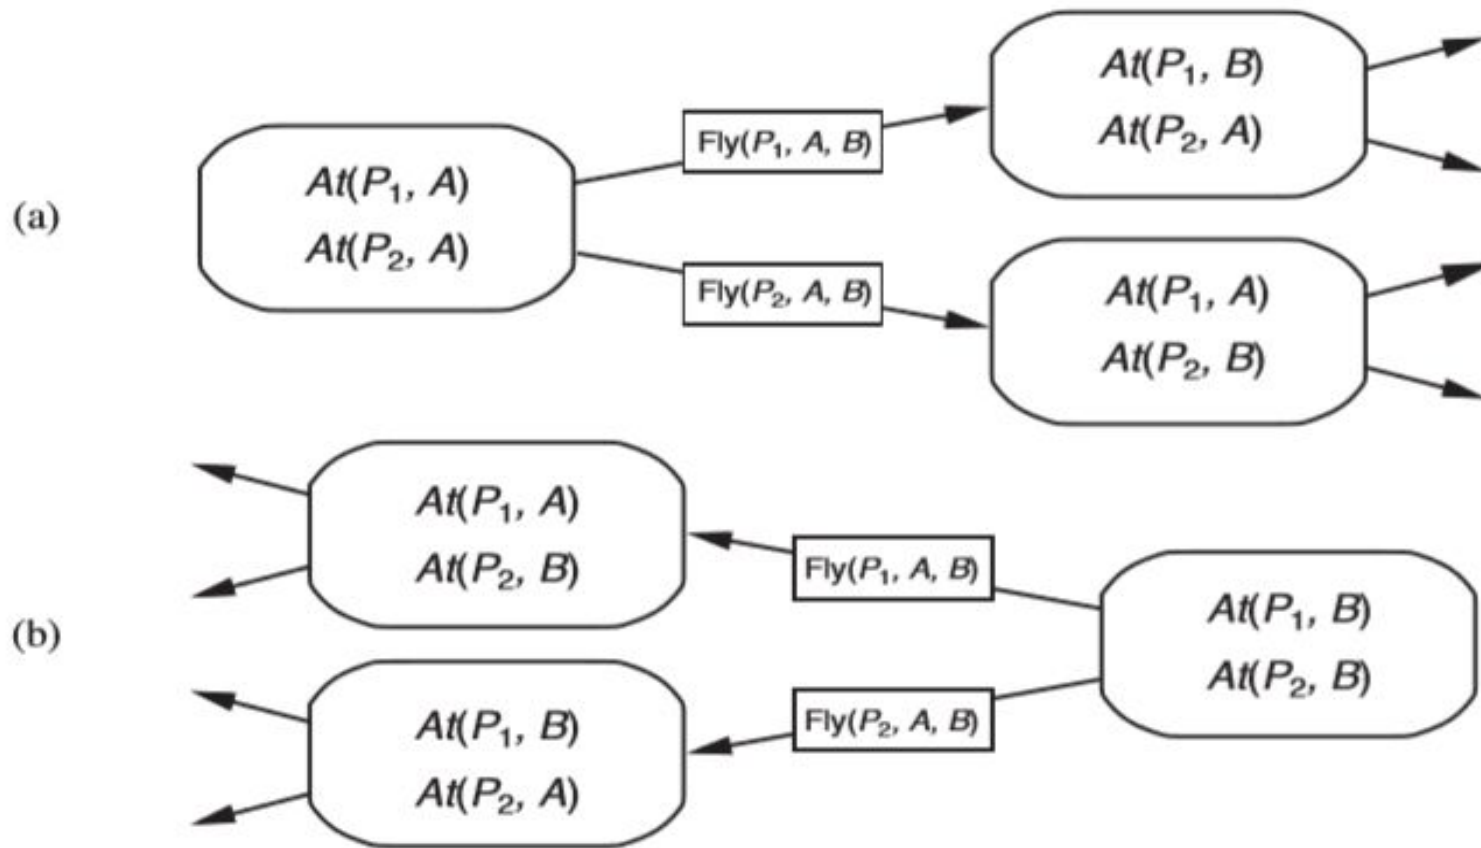 (a)
At(P₁, A)
At(P₂, A)
Fly(P₁, A, B)
At(P₁, B)
At(P₂, A)
Fly(P₂, A, B)
At(P₁, A)
At(P₂, B)
(b)
At(P₁, A)
At(P₂, B)
Fly(P₁, A, B)
At(P₁, B)
At(P₂, B)
At(P₁, B)
At(P₂, A)
Fly(P₂, A, B)